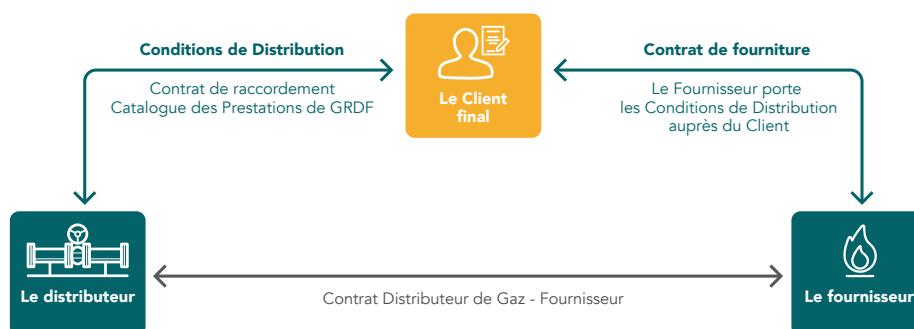 Conditions de Distribution
Contrat de raccordement
Catalogue des Prestations de GRDF
Le Client
final
Contrat de fourniture
Le Fournisseur porte
les Conditions de Distribution
auprès du Client
Le distributeur
Contrat Distributeur de Gaz - Fournisseur
Le fournisseur